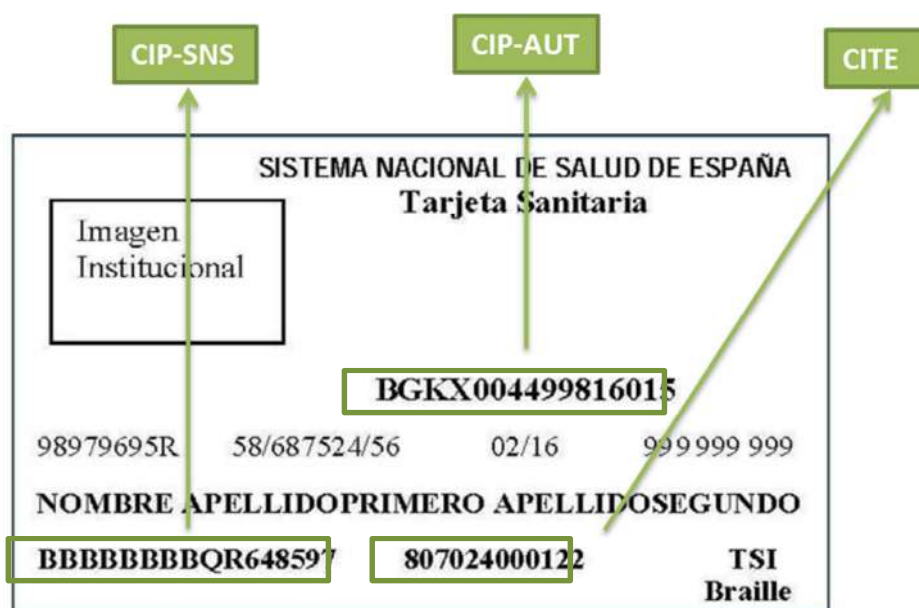 CIP-SNS
CIP-AUT
CITE
SISTEMA NACIONAL DE SALUD DE ESPAÑA
Tarjeta Sanitaria
Imagen
Institucional
BGKX004499816015
98979695R 58/687524/56 02/16 999 999 999
NOMBRE APELLIDOPRIMERO APELLIDOSEGUNDO
BBBBBBBBQR648597 807024000122 TSI
Braille